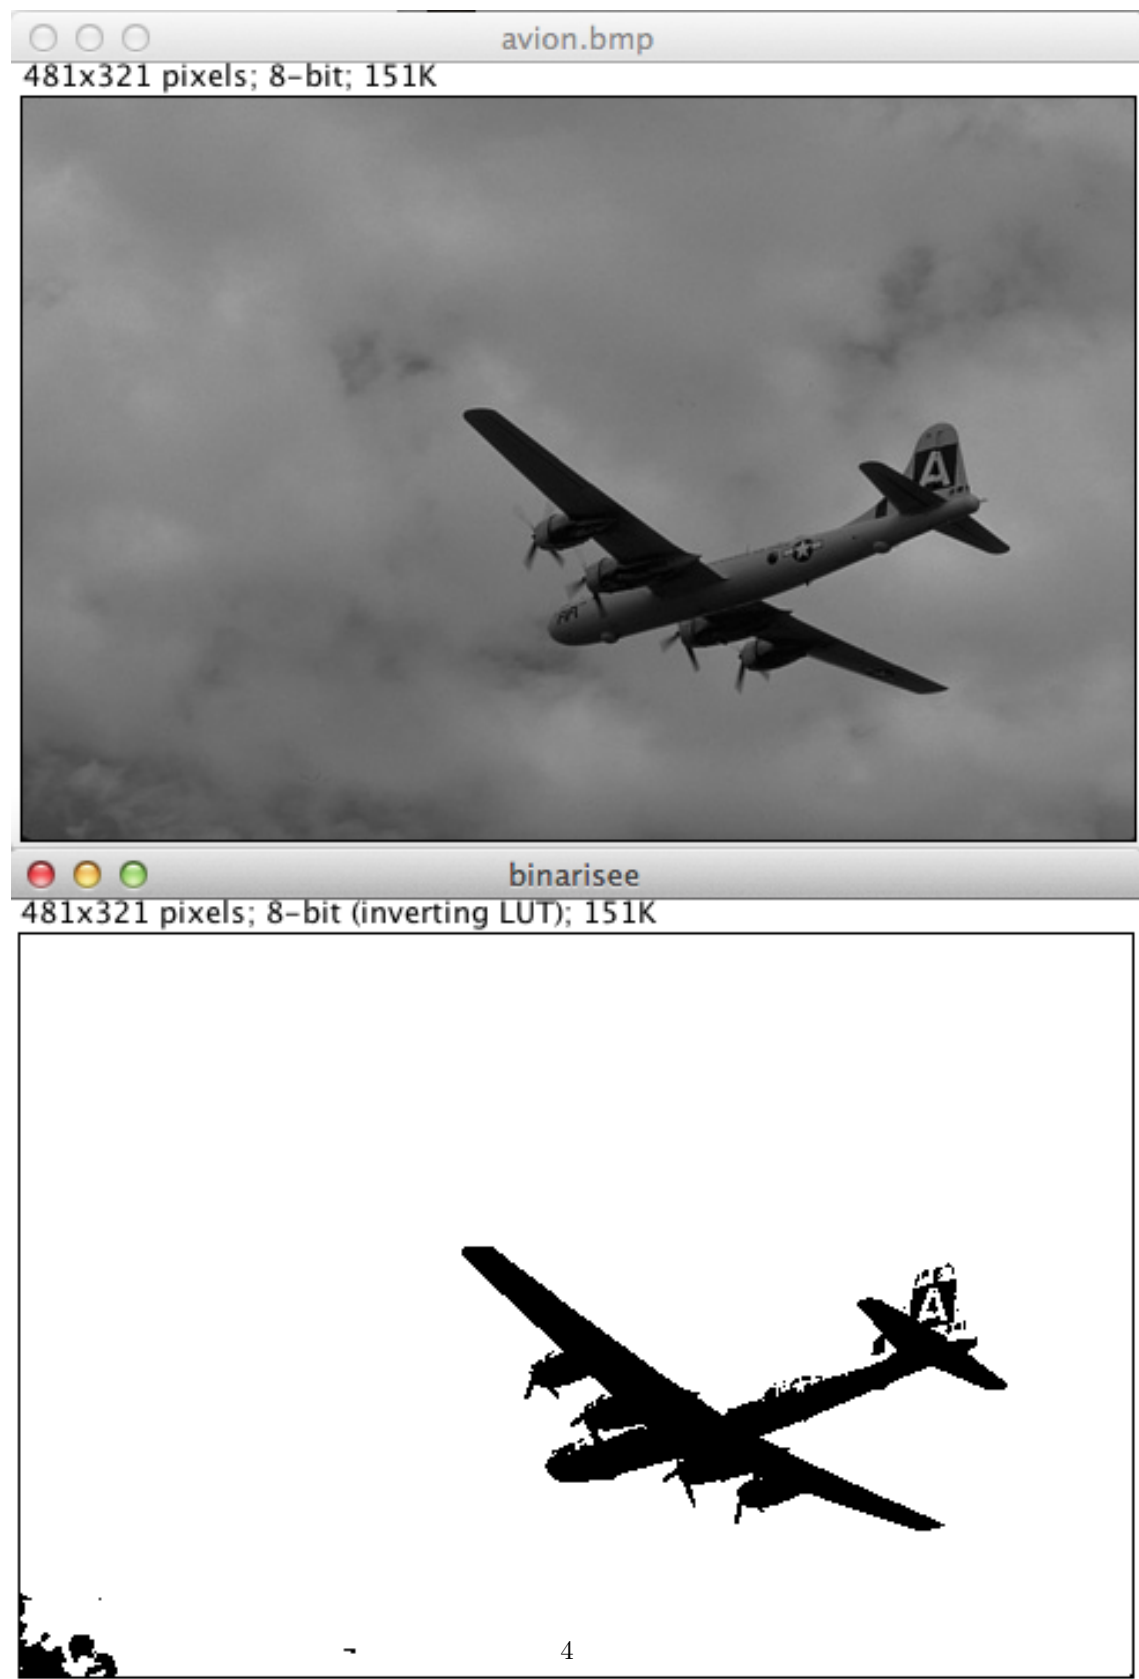 avion.bmp
481x321 pixels; 8-bit; 151K
A
binarisee
481x321 pixels; 8-bit (inverting LUT); 151K
A
4